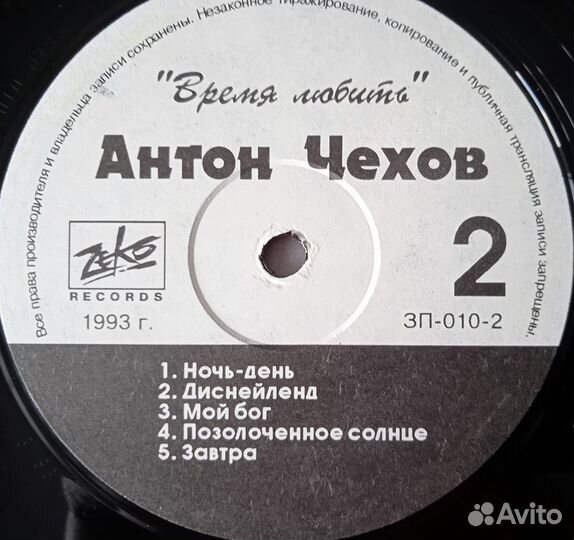 Все права производителя и владельца записи сохранены. Незаконное тиражирование, копирование и публичная трансляция записи запрещены.
"Время любить"
Антон Чехов
Zeko
RECORDS
1993 г.
2
ЗП-010-2
1. Ночь-день
2. Диснейленд
3. Мой бог
4. Позолоченное солнце
5. Завтра
Avito